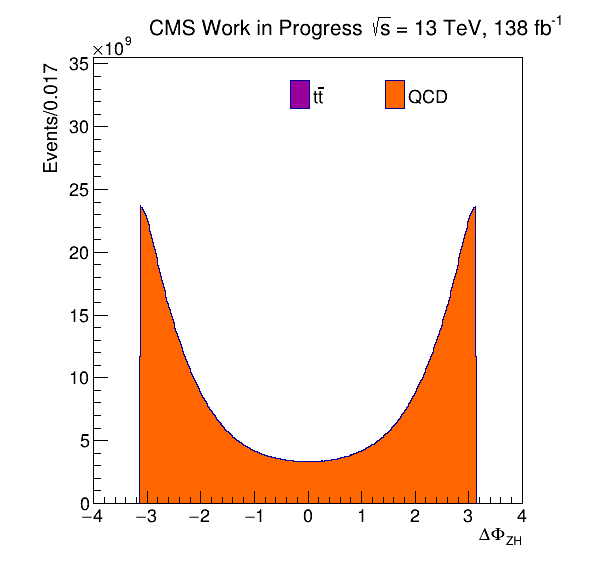 CMS Work in Progress √s = 13 TeV, 138 fb⁻¹
×10⁹
Events/0.017
35
30
25
20
15
10
5
0
tt̅
QCD
−4 −3 −2 −1 0 1 2 3 4
ΔΦ_ZH